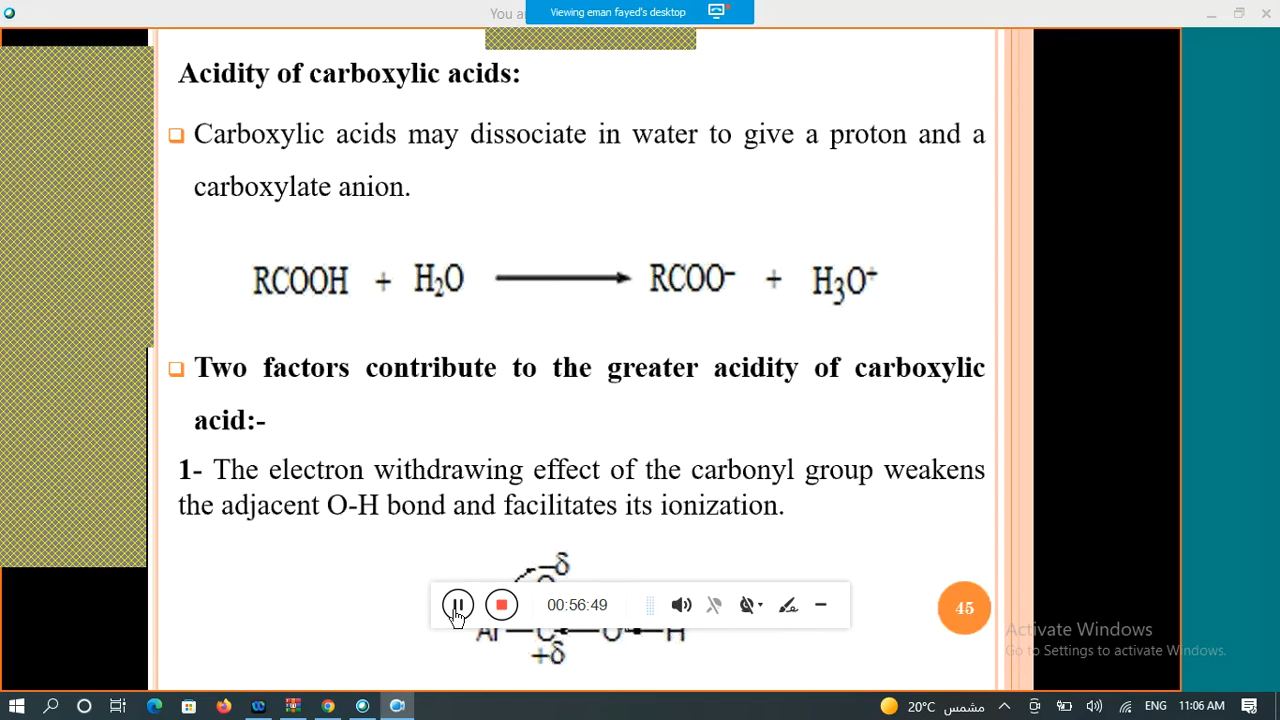 You a
Viewing eman fayed's desktop
Acidity of carboxylic acids:
Carboxylic acids may dissociate in water to give a proton and a
carboxylate anion.
RCOOH + H₂O ⟶ RCOO⁻ + H₃O⁺
Two factors contribute to the greater acidity of carboxylic
acid:-
1- The electron withdrawing effect of the carbonyl group weakens
the adjacent O-H bond and facilitates its ionization.
−δ
00:56:49
45
Ar C O H
+δ
Activate Windows
Go to Settings to activate Windows.
20°C مشمس
ENG 11:06 AM